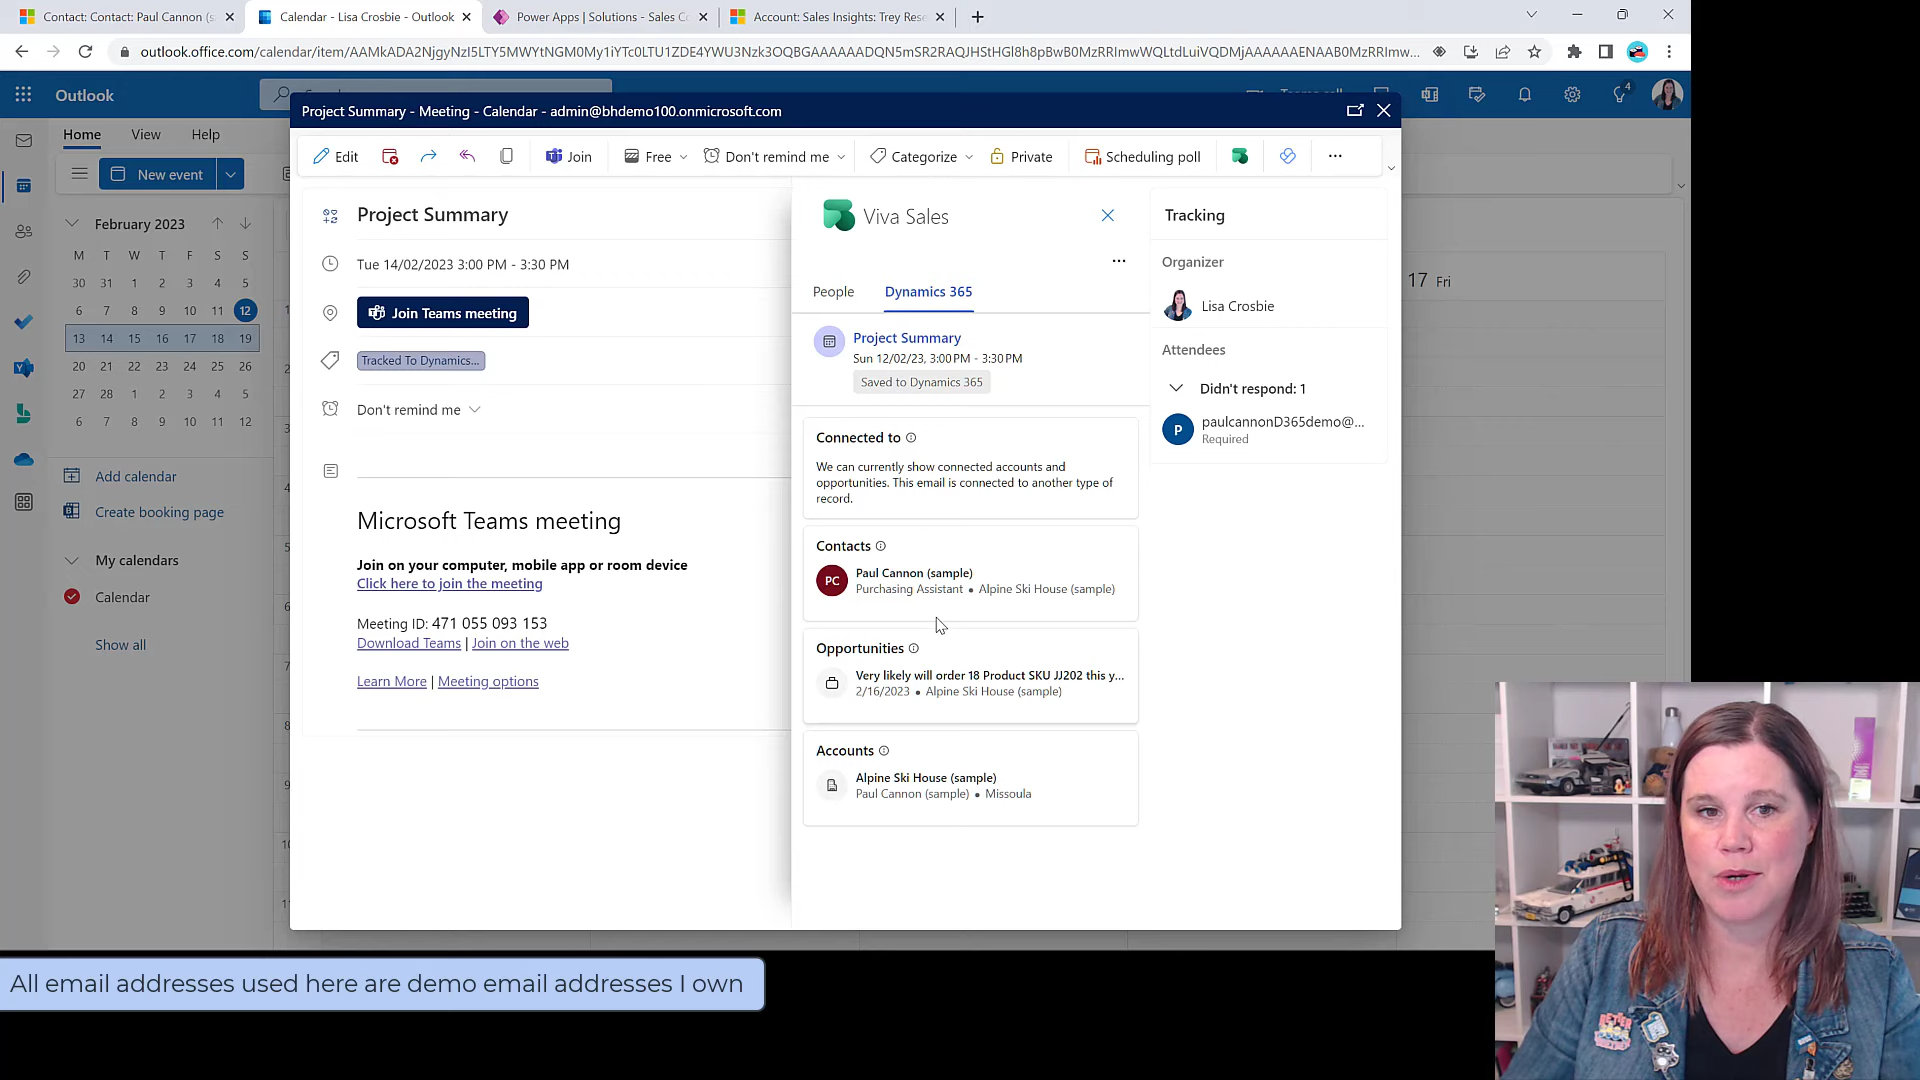 Contact: Contact: Paul Cannon (s
Calendar - Lisa Crosbie - Outlook
Power Apps | Solutions - Sales C
Account: Sales Insights: Trey Res
outlook.office.com/calendar/item/
Outlook
Teams call
4
Project Summary - Meeting - Calendar - admin@bhdemo100.onmicrosoft.com
Home View Help
New event
Edit Join Free Don't remind me Categorize Private Scheduling poll
February 2023
M T W T F S S
30 31 1 2 3 4 5
6 7 8 9 10 11 12
13 14 15 16 17 18 19
20 21 22 23 24 25 26
27 28 1 2 3 4 5
6 7 8 9 10 11 12
Add calendar
Create booking page
My calendars
Calendar
Show all
Project Summary
Tue 14/02/2023 3:00 PM - 3:30 PM
Join Teams meeting
Tracked To Dynamics...
Don't remind me
Microsoft Teams meeting
Join on your computer, mobile app or room device
Click here to join the meeting
Meeting ID: 471 055 093 153
Download Teams | Join on the web
Learn More | Meeting options
Viva Sales
People Dynamics 365
Project Summary
Sun 12/02/23, 3:00 PM - 3:30 PM
Saved to Dynamics 365
Connected to
We can currently show connected accounts and
opportunities. This email is connected to another type of
record.
Contacts
PC
Paul Cannon (sample)
Purchasing Assistant • Alpine Ski House (sample)
Opportunities
Very likely will order 18 Product SKU JJ202 this y...
2/16/2023 • Alpine Ski House (sample)
Accounts
Alpine Ski House (sample)
Paul Cannon (sample) • Missoula
Tracking
Organizer
Lisa Crosbie
Attendees
Didn't respond: 1
P
paulcannonD365demo@...
Required
17 Fri
All email addresses used here are demo email addresses I own